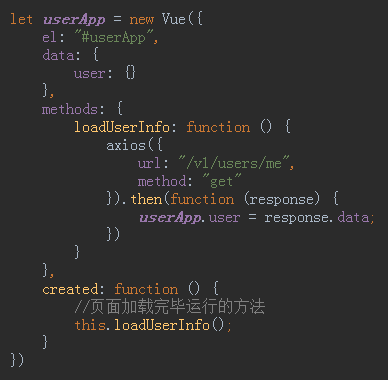 let userApp = new Vue({
    el: "#userApp",
    data: {
        user: {}
    },
    methods: {
        loadUserInfo: function () {
            axios({
                url: "/v1/users/me",
                method: "get"
            }).then(function (response) {
                userApp.user = response.data;
            })
        }
    },
    created: function () {
        //页面加载完毕运行的方法
        this.loadUserInfo();
    }
})